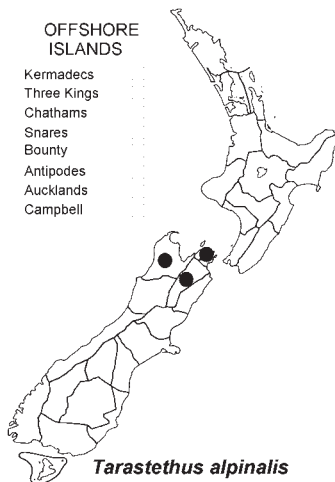 OFFSHORE
ISLANDS
Kermadecs
Three Kings
Chathams
Snares
Bounty
Antipodes
Aucklands
Campbell
Tarastethus alpinalis